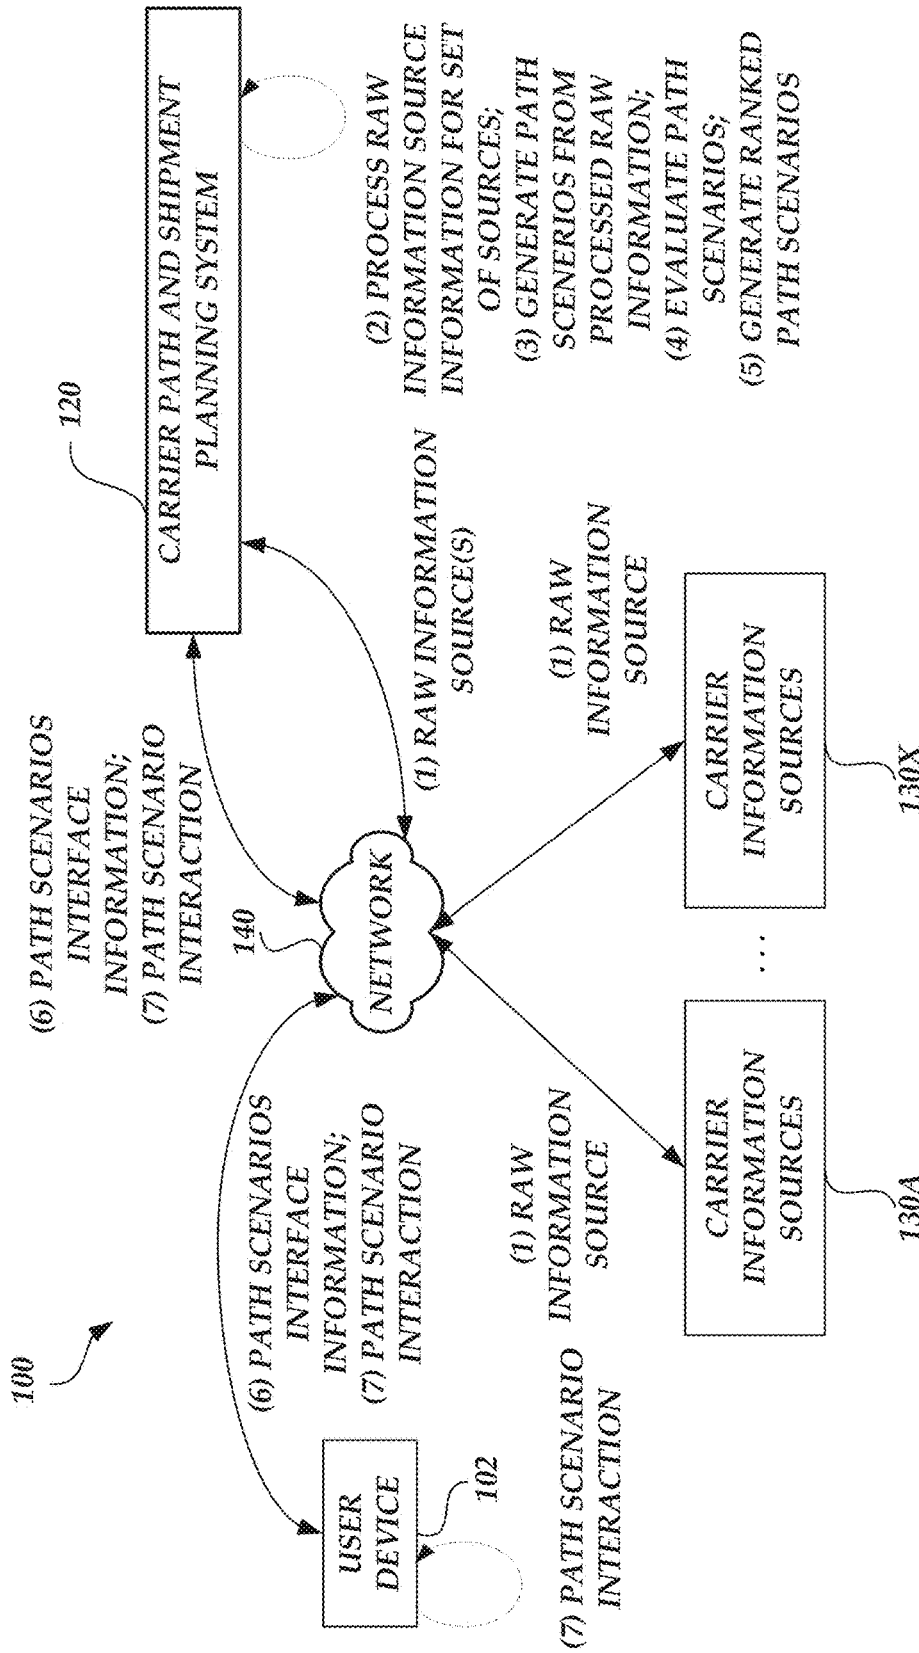 100
(6) PATH SCENARIOS
INTERFACE
INFORMATION;
(7) PATH SCENARIO
INTERACTION
120
CARRIER PATH AND SHIPMENT
PLANNING SYSTEM
USER
DEVICE
102
(7) PATH SCENARIO
INTERACTION
(6) PATH SCENARIOS
INTERFACE
INFORMATION;
(7) PATH SCENARIO
INTERACTION
140
NETWORK
(1) RAW INFORMATION
SOURCE(S)
(2) PROCESS RAW
INFORMATION SOURCE
INFORMATION FOR SET
OF SOURCES;
(3) GENERATE PATH
SCENERIOS FROM
PROCESSED RAW
INFORMATION;
(4) EVALUATE PATH
SCENARIOS;
(5) GENERATE RANKED
PATH SCENARIOS
(1) RAW
INFORMATION
SOURCE
(1) RAW
INFORMATION
SOURCE
CARRIER
INFORMATION
SOURCES
130A
...
CARRIER
INFORMATION
SOURCES
130X